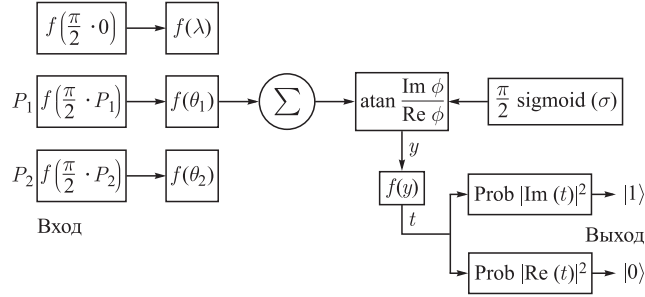 f(π/2 · 0) f(λ)
P₁ f(π/2 · P₁) f(θ₁) ∑ atan Im ϕ/Re ϕ π/2 sigmoid (σ)
y
P₂ f(π/2 · P₂) f(θ₂) f(y) Prob |Im (t)|² |1⟩
t
Вход Выход
Prob |Re (t)|² |0⟩